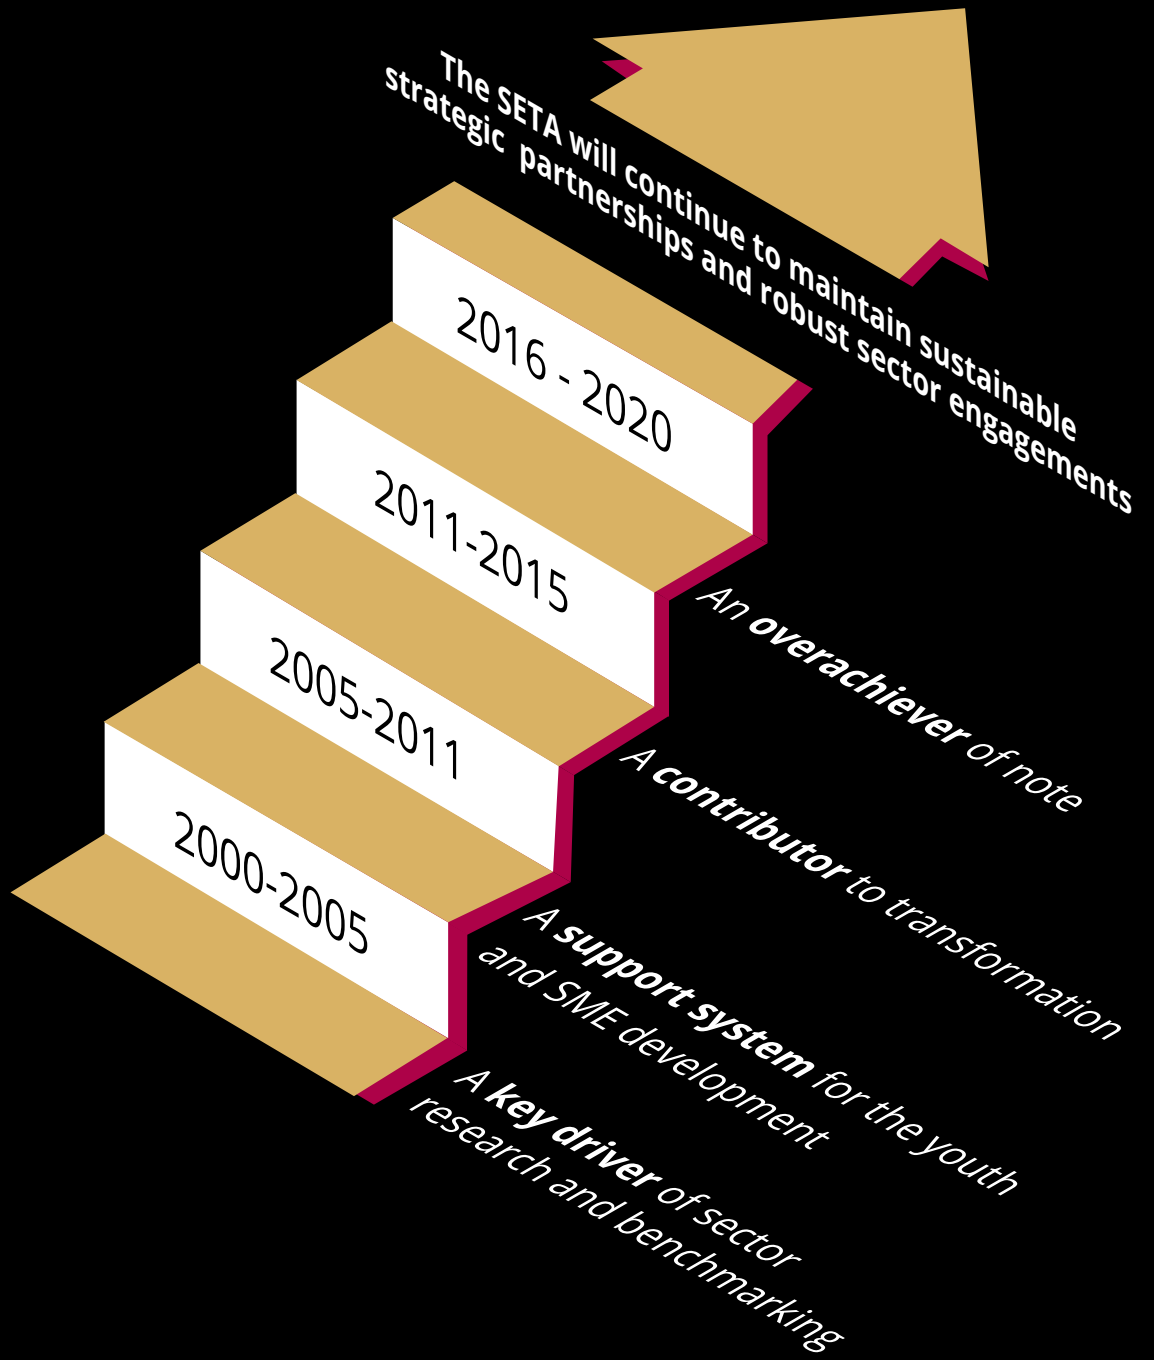 The SETA will continue to maintain sustainable
strategic partnerships and robust sector engagements
2016 - 2020
An overachiever of note
2011-2015
A contributor to transformation
2005-2011
A support system for the youth
and SME development
2000-2005
A key driver of sector
research and benchmarking